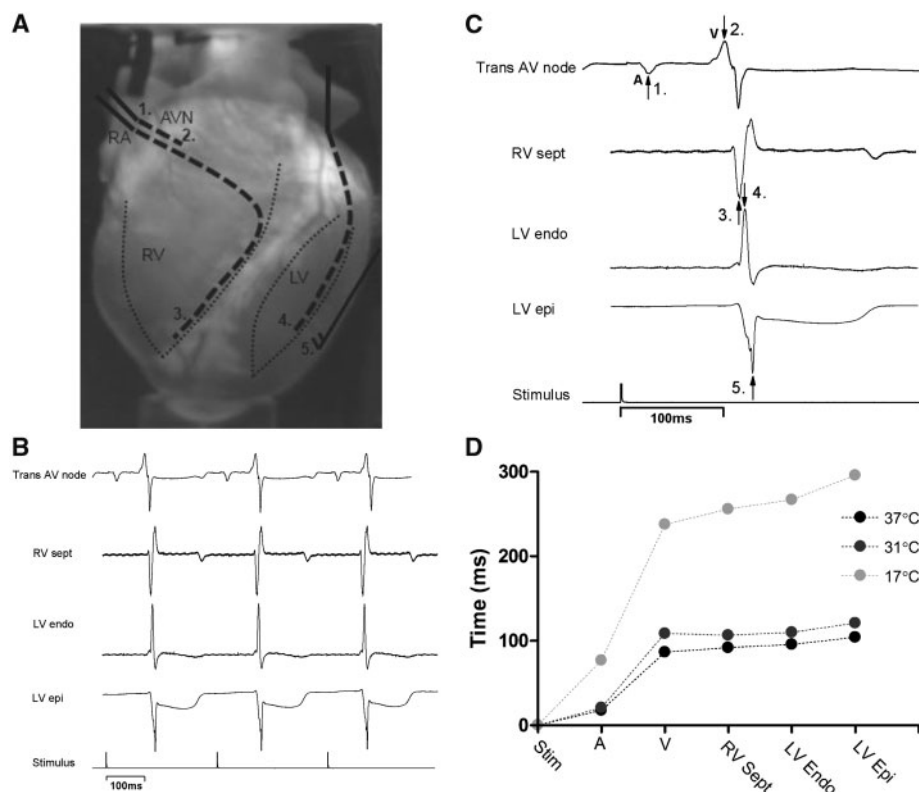 A
1.
AVN
2.
RA
RV
LV
3.
4.
5.
B
Trans AV node
RV sept
LV endo
LV epi
Stimulus
100ms
C
V
2.
Trans AV node
A
1.
RV sept
4.
3.
LV endo
LV epi
5.
Stimulus
100ms
D
300
200
100
0
Time (ms)
37°C
31°C
17°C
Stim
A
V
RV Sept
LV Endo
LV Epi